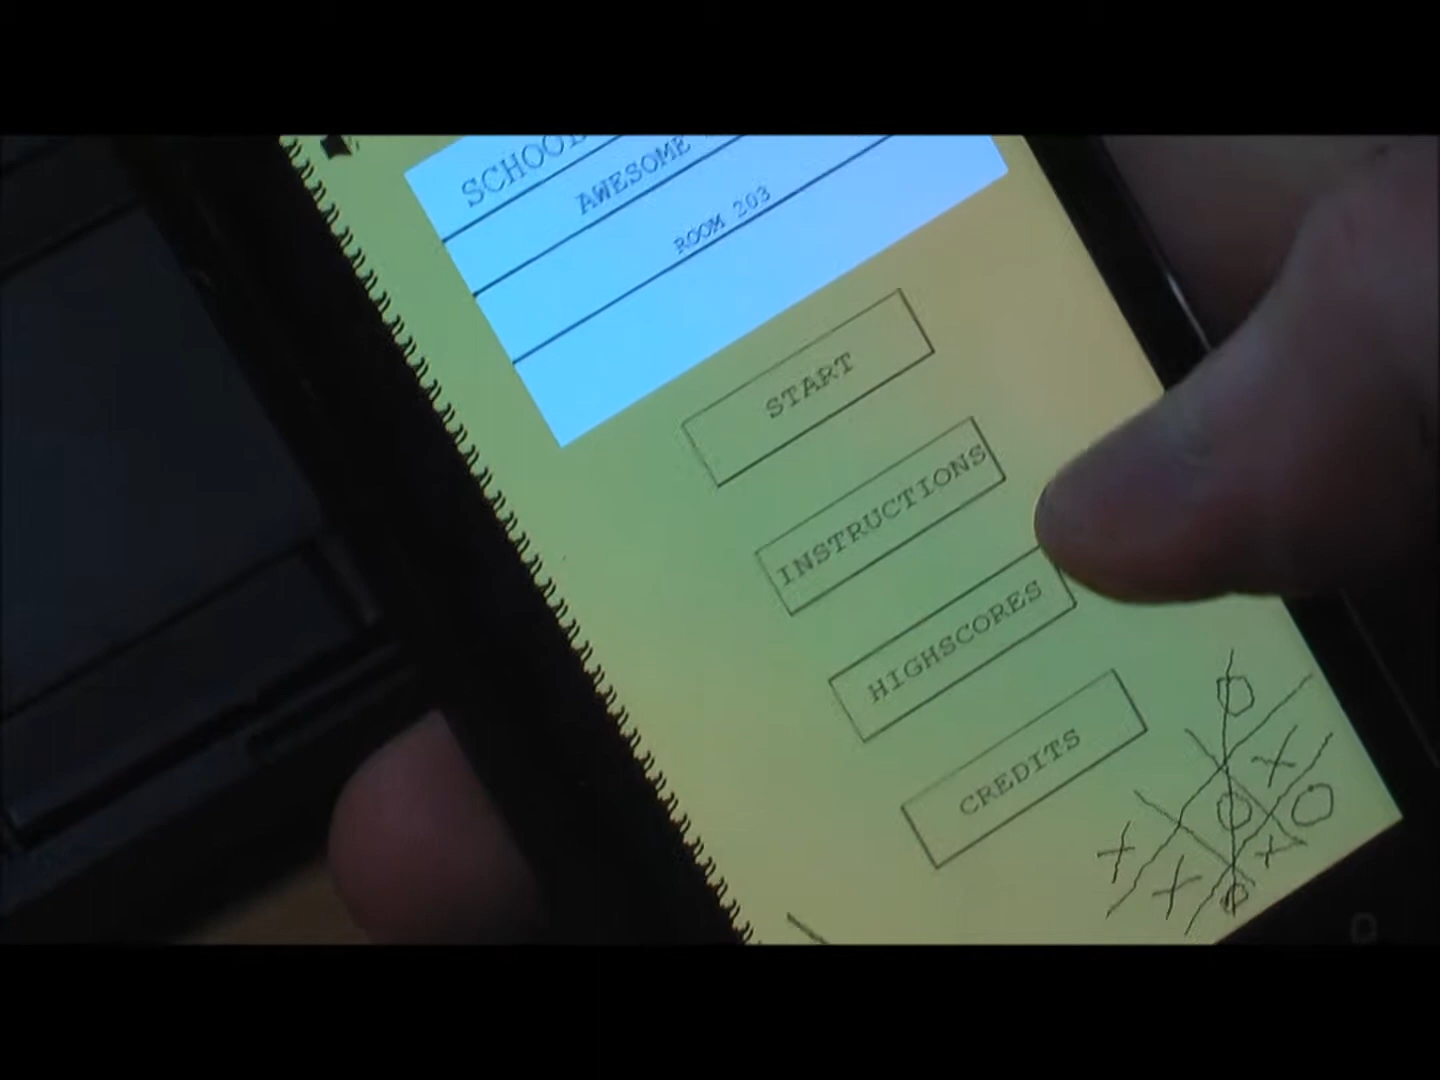 SCHOOL
AWESOME
ROOM 203
START
INSTRUCTIONS
HIGHSCORES
CREDITS